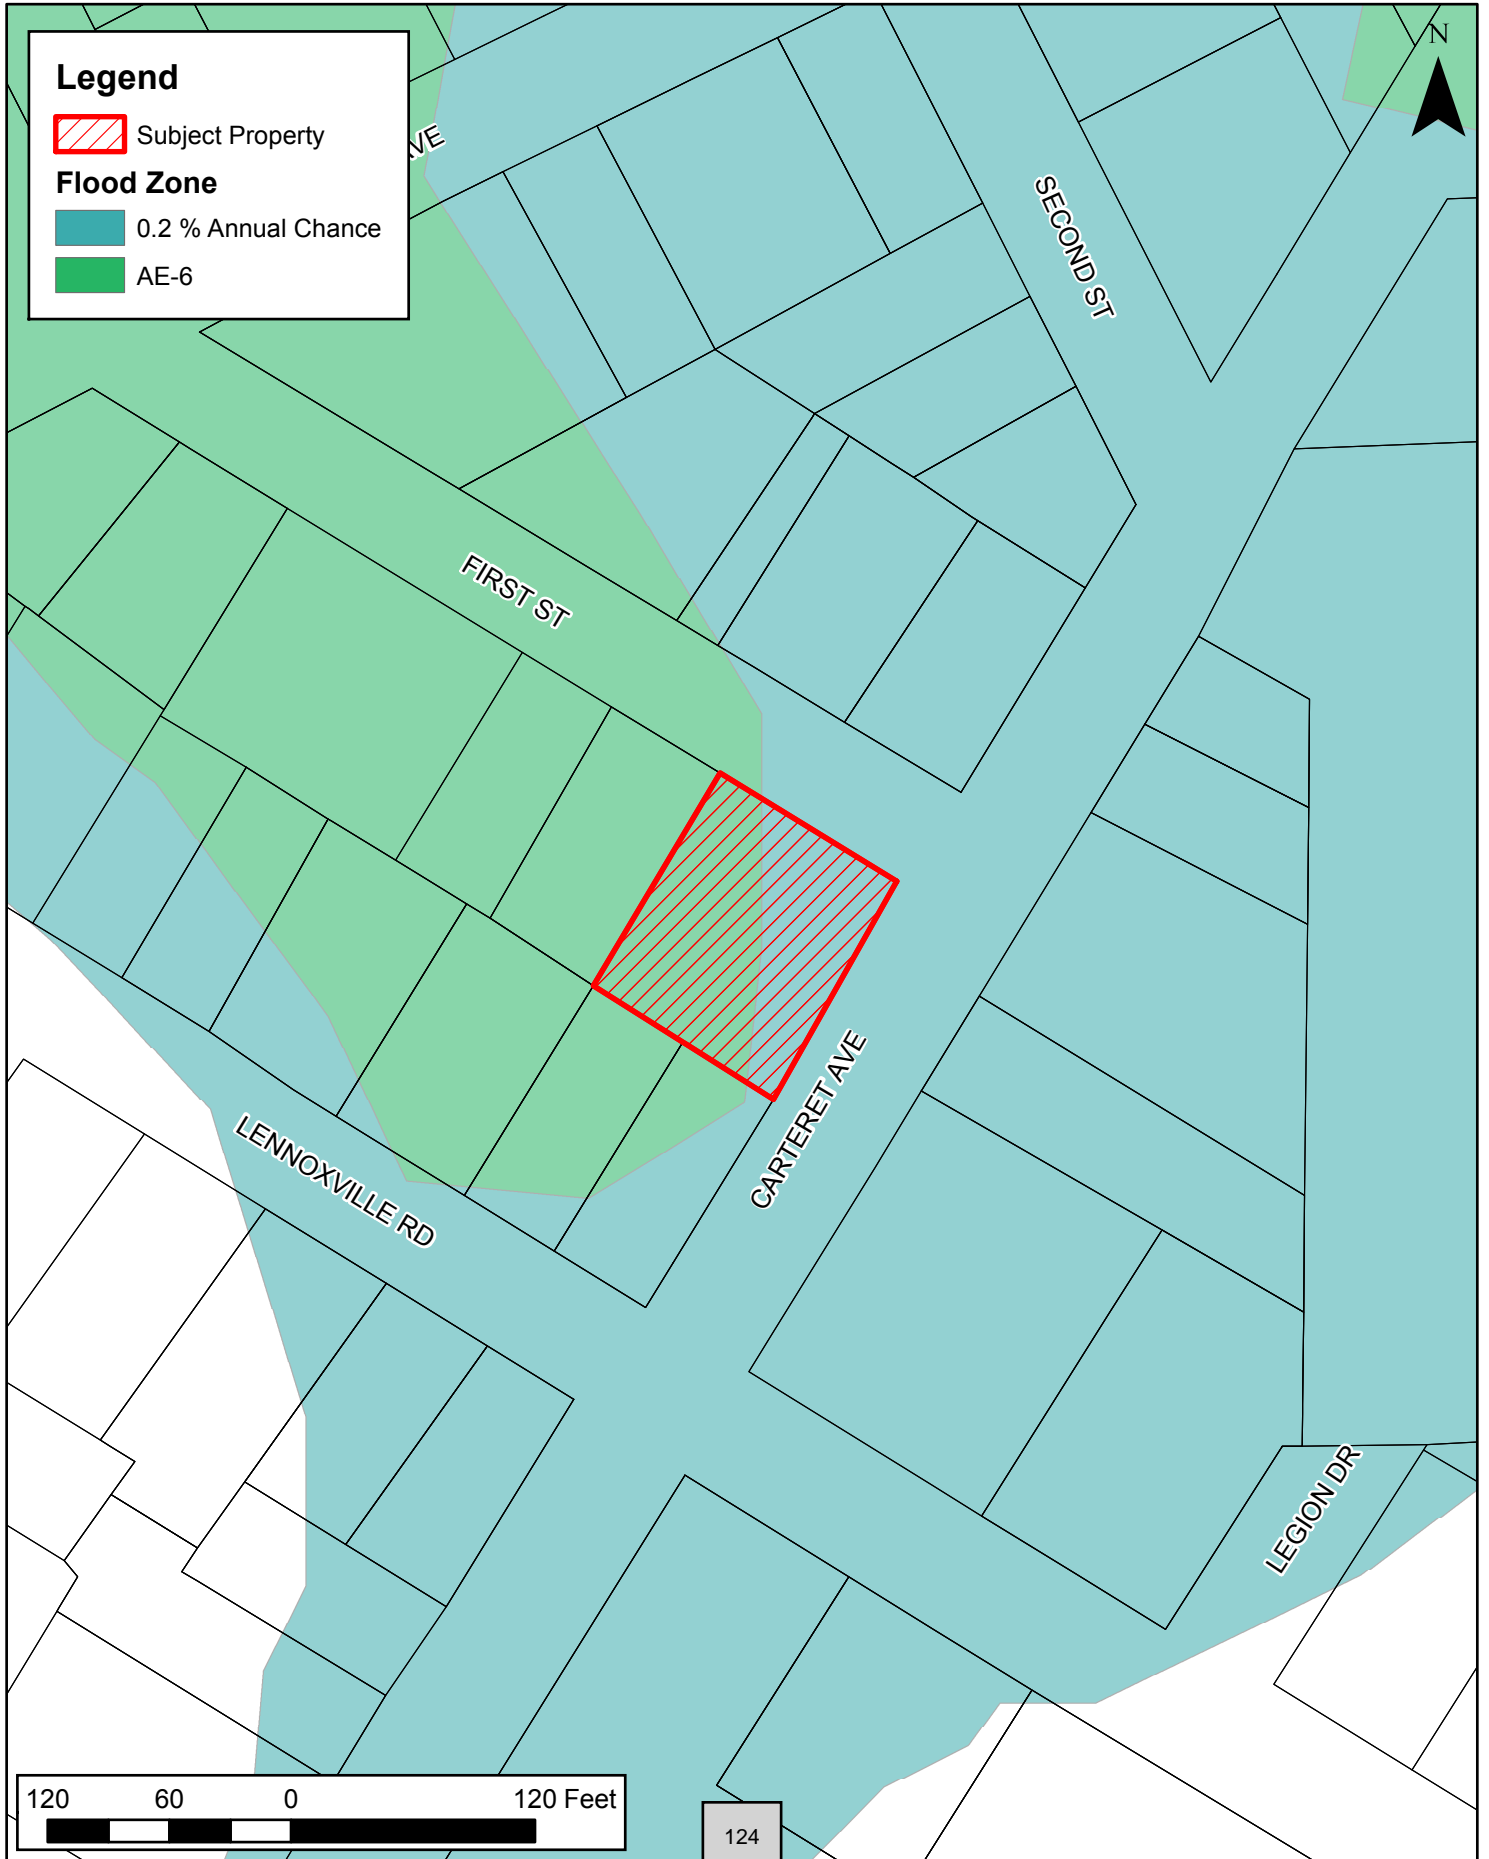 Legend
Subject Property
Flood Zone
0.2 % Annual Chance
AE-6
N
AVE
SECOND ST
FIRST ST
CARTERET AVE
LENNOXVILLE RD
LEGION DR
120 60 0 120 Feet
124